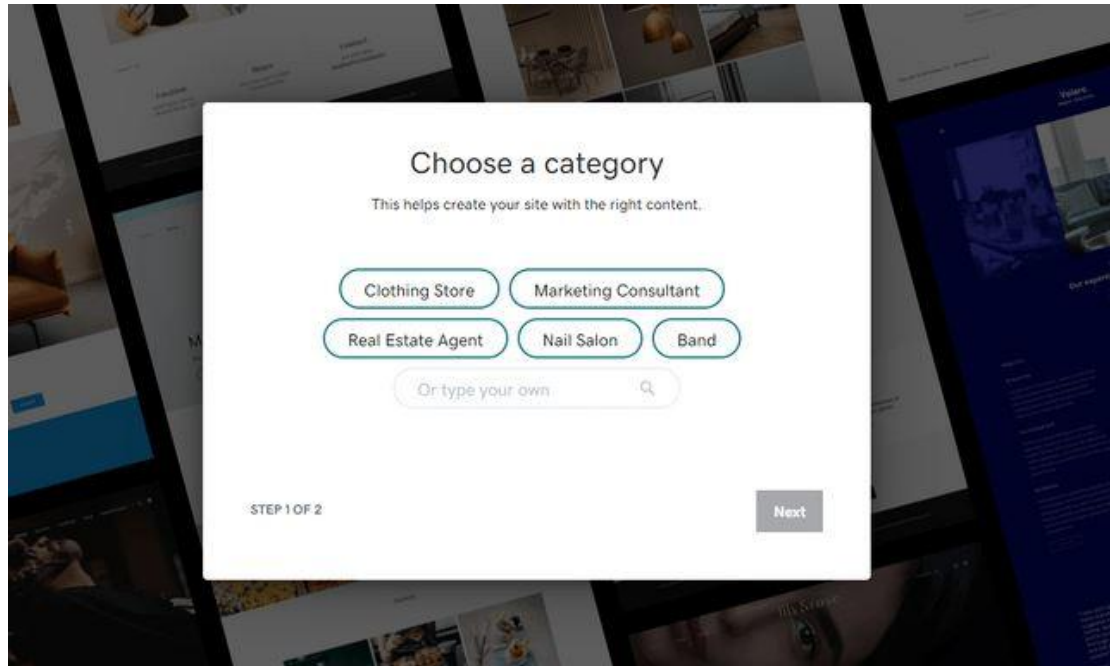 Choose a category
This helps create your site with the right content.
Clothing Store
Marketing Consultant
Real Estate Agent
Nail Salon
Band
Or type your own
STEP 1 OF 2
Next